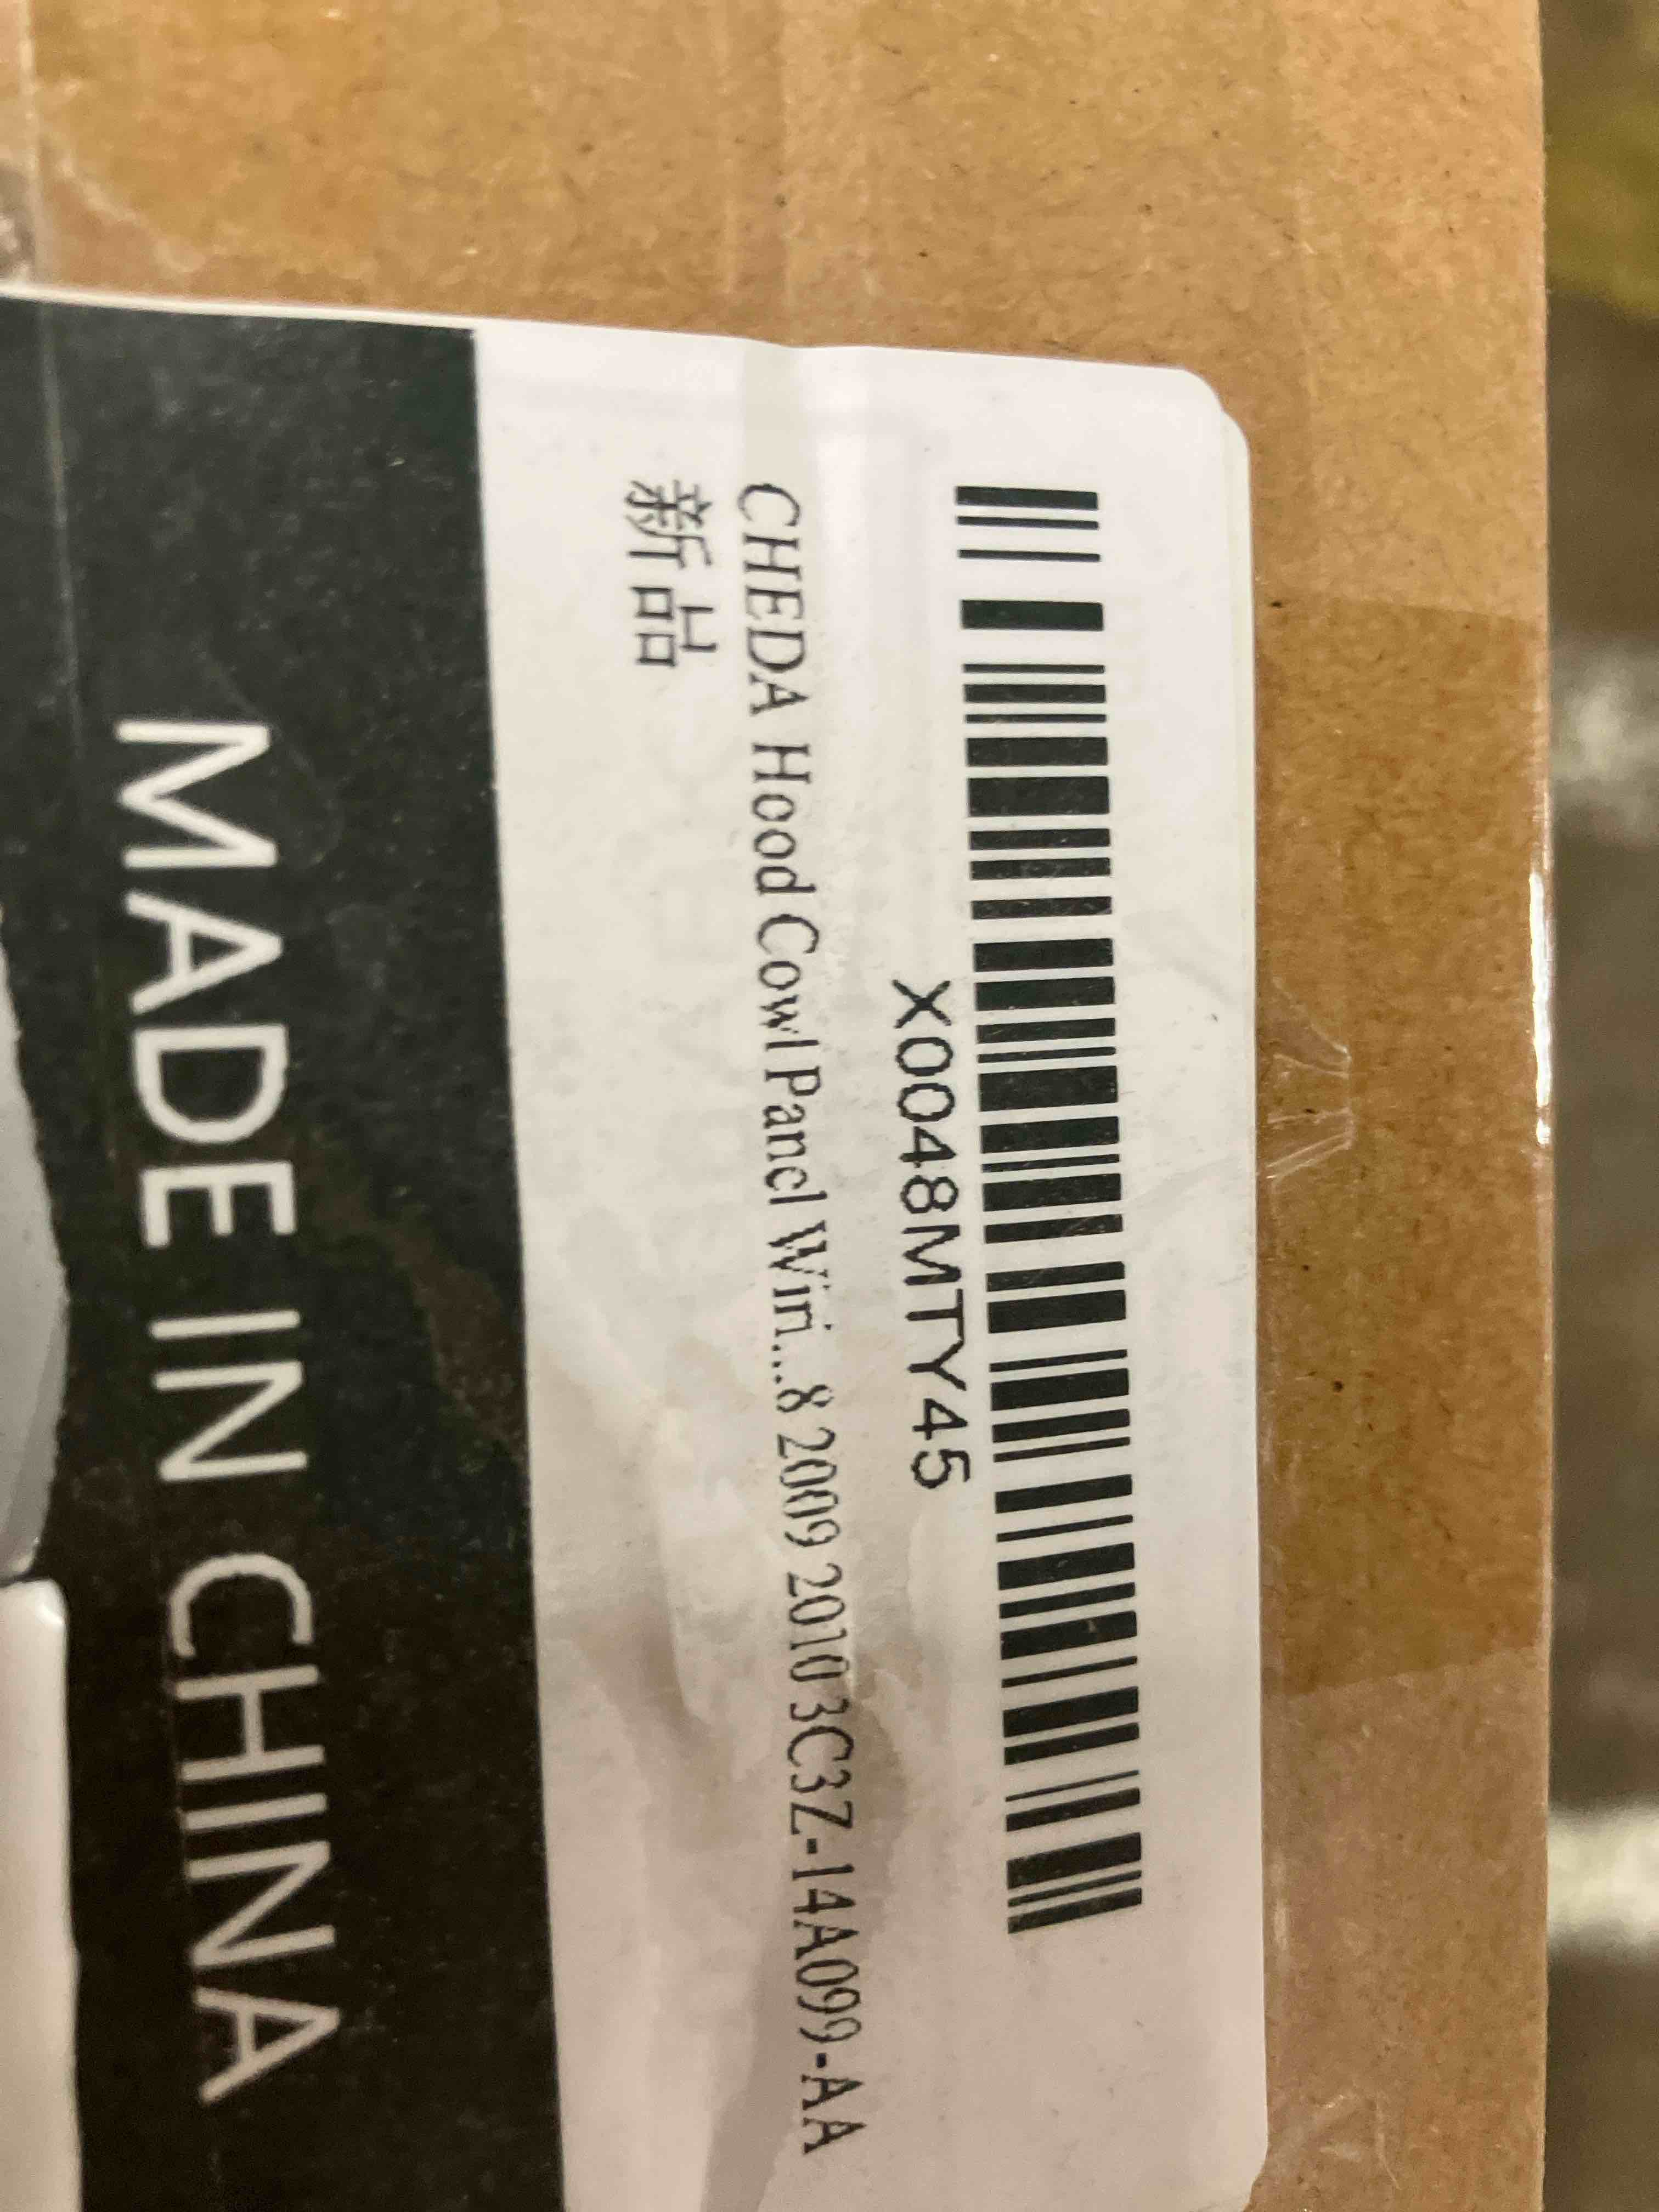 X0048MTY45
CHEDA Hood Cowl Panel Wiri...8 2009 2010 3C3Z-14A099-AA
新品
MADE IN CHINA